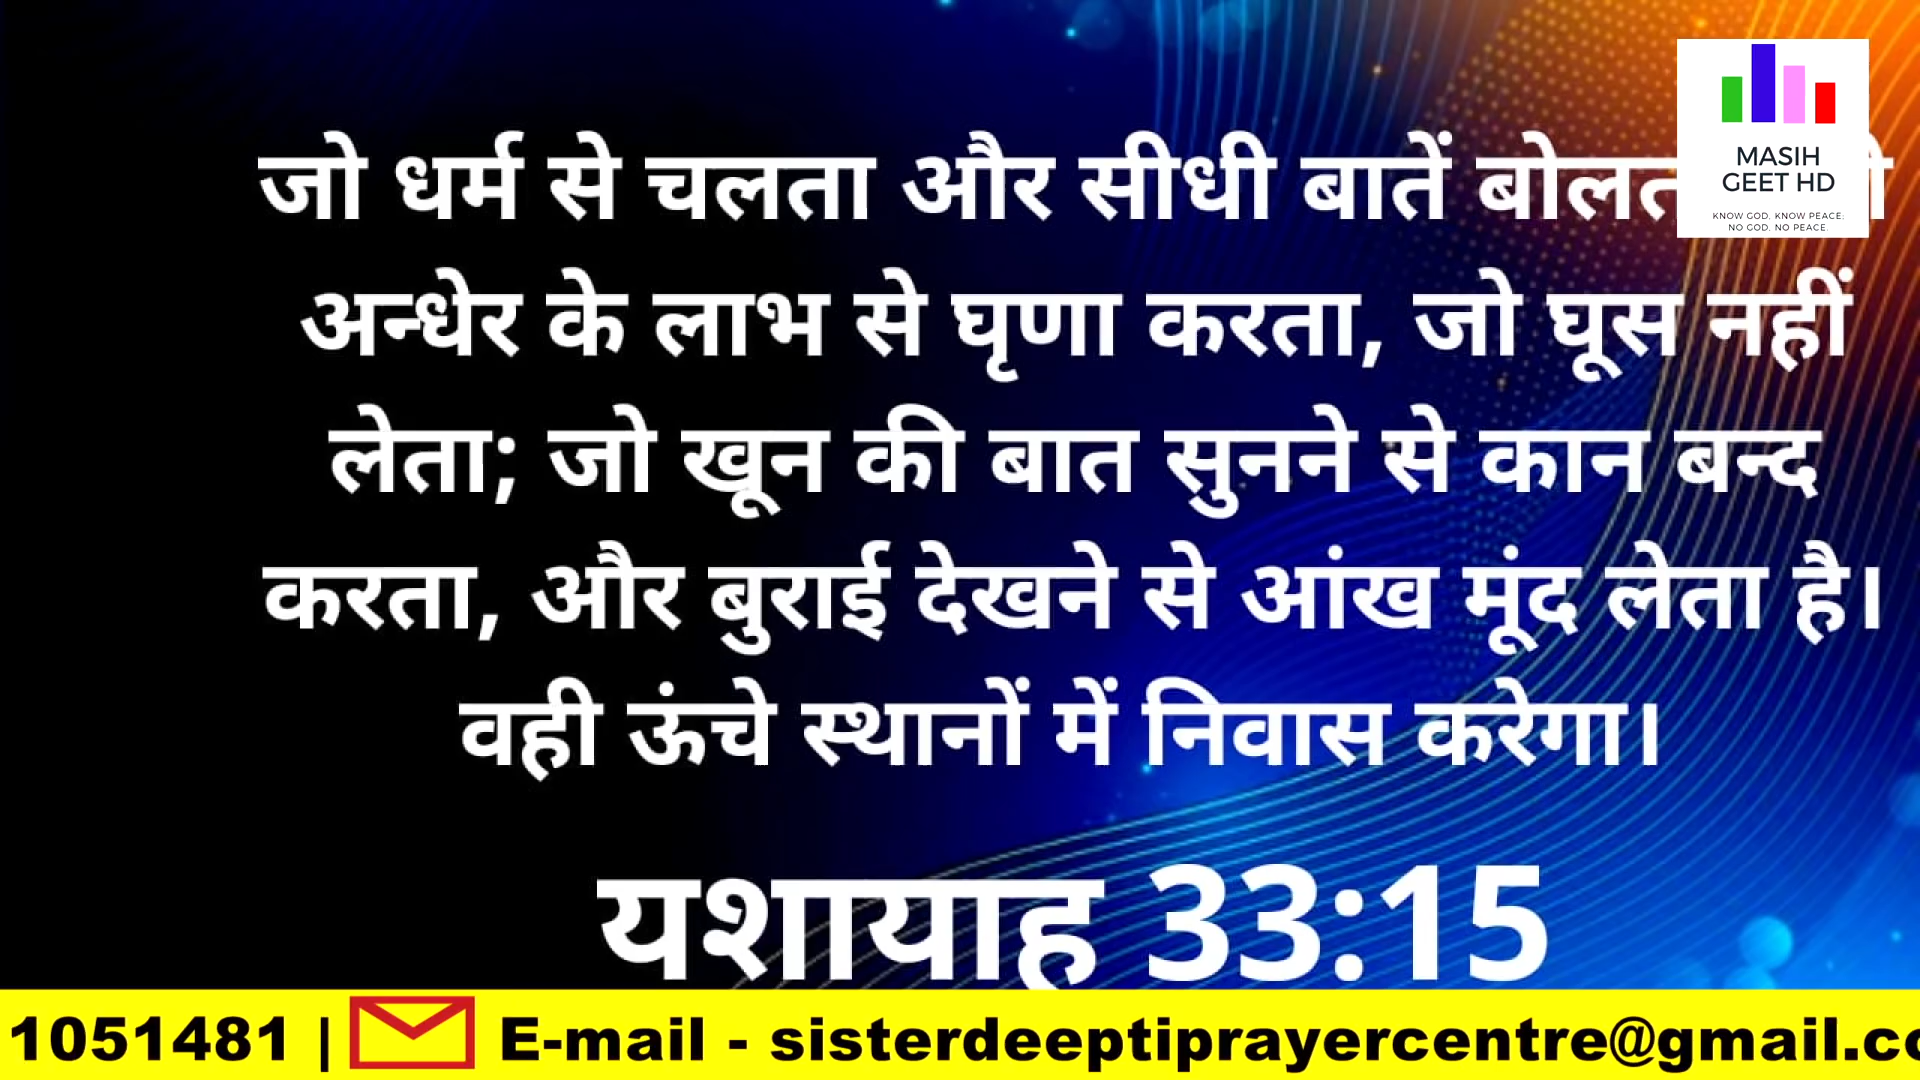 जो धर्म से चलता और सीधी बातें
अन्धेर के लाभ से घृणा करता, जो घूस नहीं
लेता; जो खून की बात सुनने से कान बन्द
करता, और बुराई देखने से आंख मूंद लेता है।
वही ऊंचे स्थानों में निवास करेगा।
यशायाह 33:15
MASIH
GEET HD
KNOW GOD. KNOW PEACE;
NO GOD. NO PEACE.
1051481 | E-mail - sisterdeeptiprayercentre@gmail.co